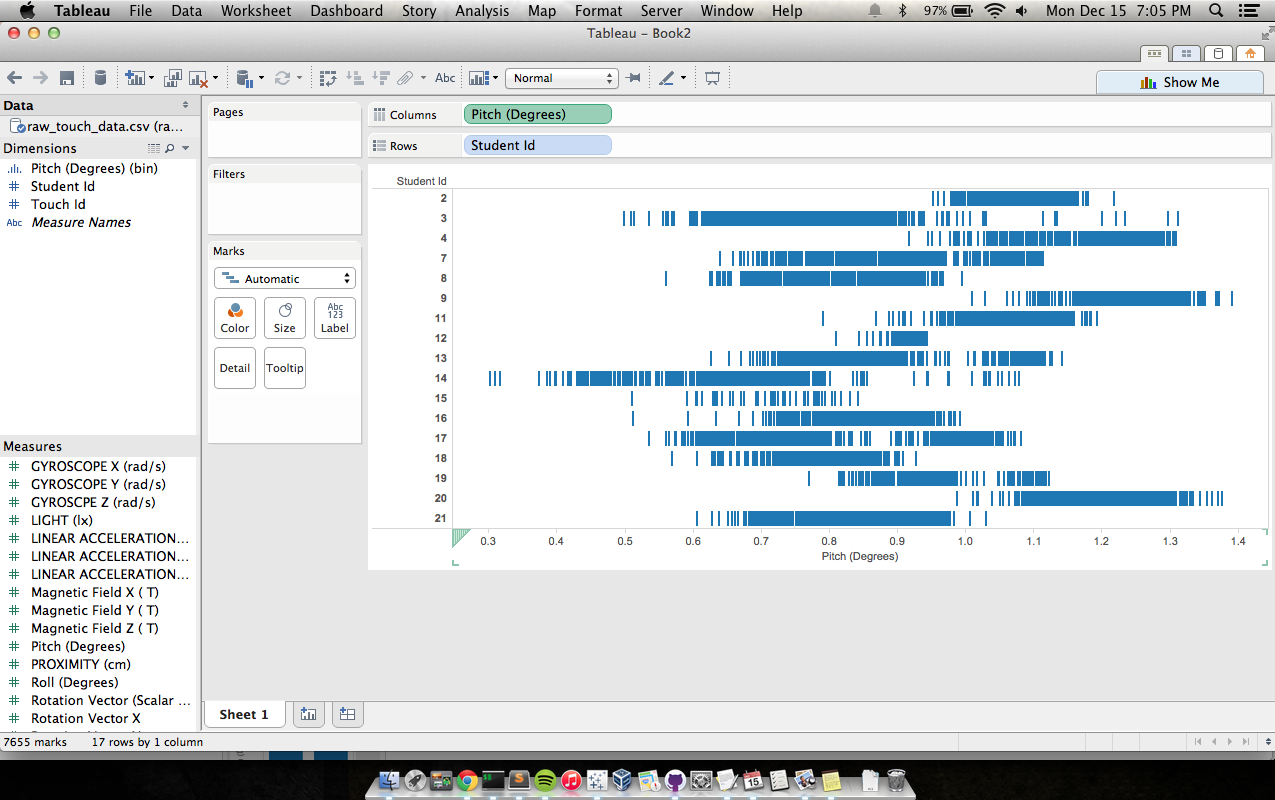 Tableau File Data Worksheet Dashboard Story Analysis Map Format Server Window Help 97% Mon Dec 15 7:05 PM
Tableau - Book2
Abc Normal Show Me
Data
raw_touch_data.csv (ra...
Dimensions
Pitch (Degrees) (bin)
Student Id
Touch Id
Abc Measure Names
Measures
GYROSCOPE X (rad/s)
GYROSCOPE Y (rad/s)
GYROSCPE Z (rad/s)
LIGHT (lx)
LINEAR ACCELERATION...
LINEAR ACCELERATION...
LINEAR ACCELERATION...
Magnetic Field X ( T)
Magnetic Field Y ( T)
Magnetic Field Z ( T)
Pitch (Degrees)
PROXIMITY (cm)
Roll (Degrees)
Rotation Vector (Scalar ...
Rotation Vector X
Pages
Filters
Marks
Automatic
Color Size Abc 123 Label
Detail Tooltip
Columns Pitch (Degrees)
Rows Student Id
Student Id
2
3
4
7
8
9
11
12
13
14
15
16
17
18
19
20
21
0.3 0.4 0.5 0.6 0.7 0.8 0.9 1.0 1.1 1.2 1.3 1.4
Pitch (Degrees)
Sheet 1
7655 marks 17 rows by 1 column
S 15